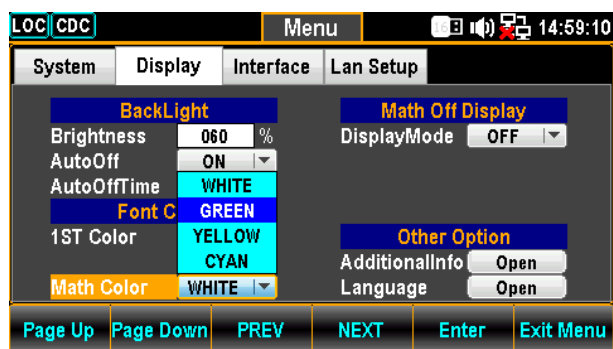 LOC CDC Menu 16 14:59:10
System Display Interface Lan Setup
BackLight
Brightness 060 %
AutoOff ON
AutoOffTime
WHITE
GREEN
YELLOW
CYAN
Font C
1ST Color
Math Color WHITE
Math Off Display
DisplayMode OFF
Other Option
AdditionalInfo Open
Language Open
Page Up Page Down PREV NEXT Enter Exit Menu